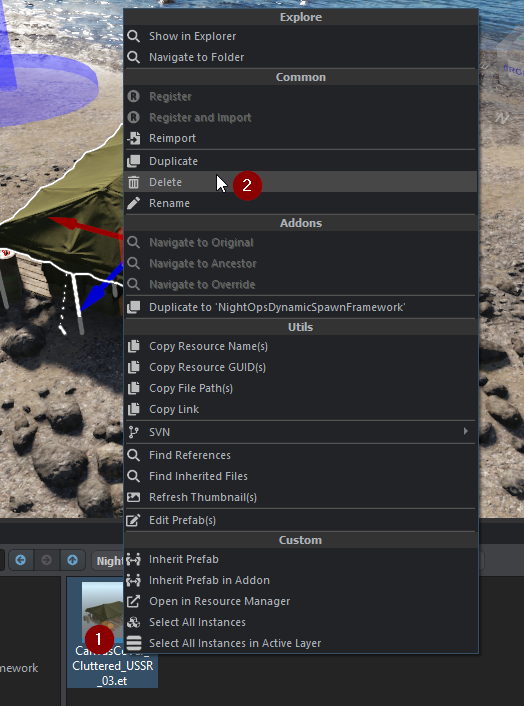 Explore
Show in Explorer
Navigate to Folder
Common
Register
Register and Import
Reimport
Duplicate
Delete
2
Rename
Addons
Navigate to Original
Navigate to Ancestor
Navigate to Override
Duplicate to 'NightOpsDynamicSpawnFramework'
Utils
Copy Resource Name(s)
Copy Resource GUID(s)
Copy File Path(s)
Copy Link
SVN
Find References
Find Inherited Files
Refresh Thumbnail(s)
Edit Prefab(s)
Custom
Inherit Prefab
Inherit Prefab in Addon
Open in Resource Manager
Select All Instances
Select All Instances in Active Layer
Night
1
Cluttered_USSR
_03.et
mework